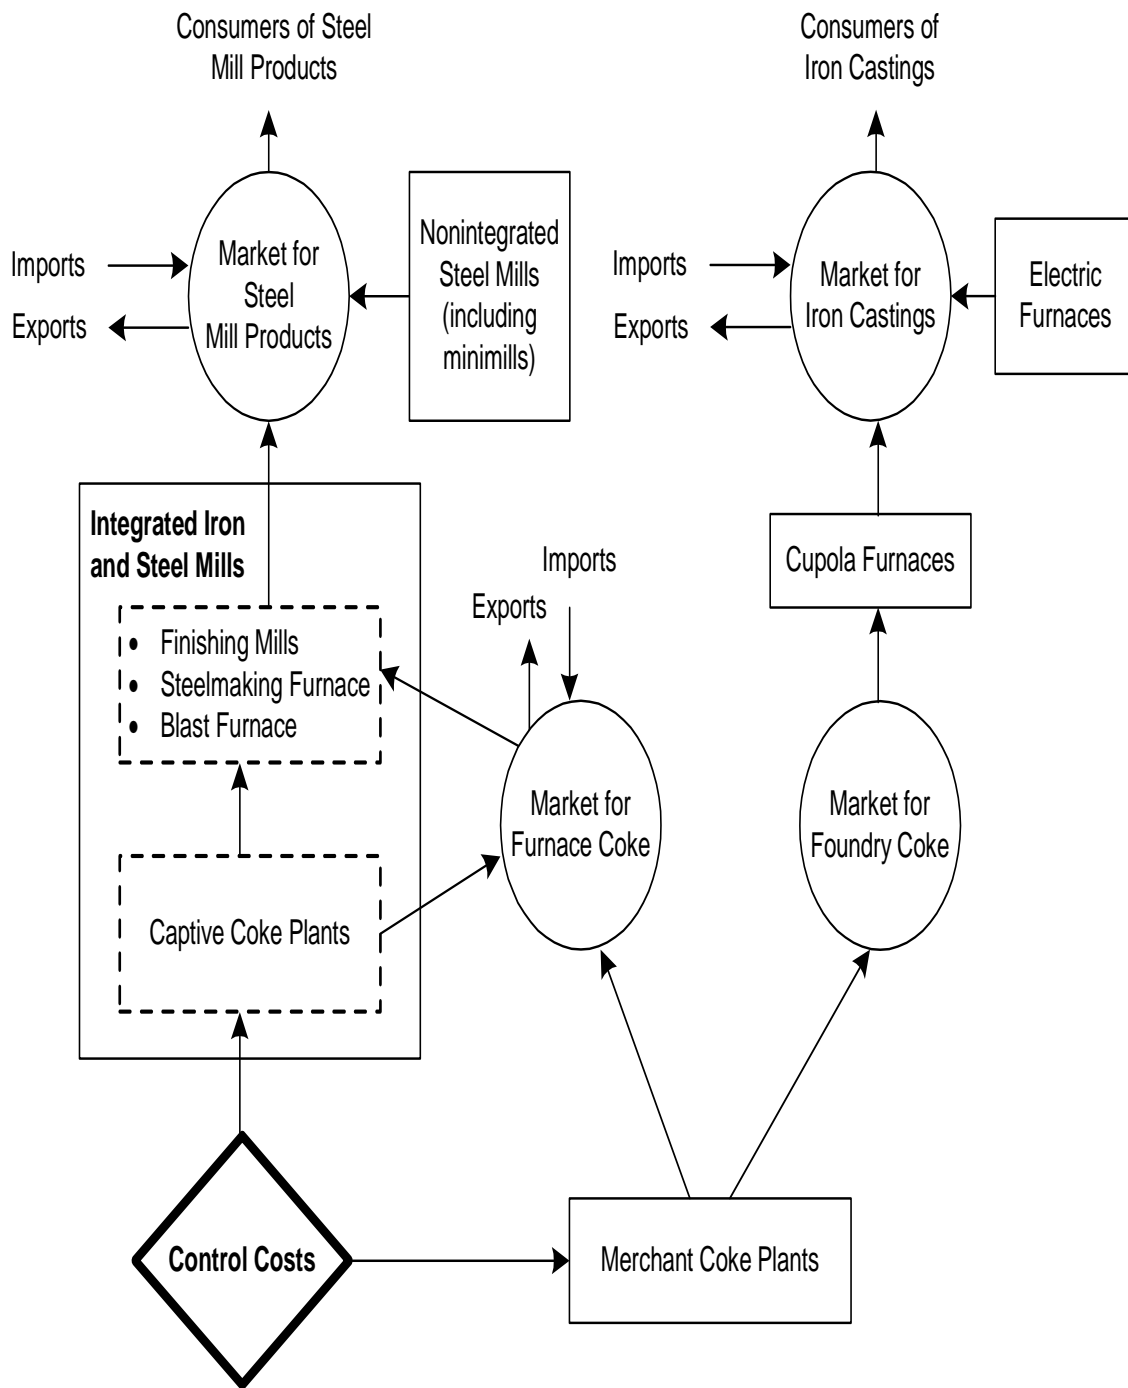 Consumers of Steel
Mill Products
Consumers of
Iron Castings
Imports
Exports
Market for
Steel
Mill Products
Nonintegrated
Steel Mills
(including
minimills)
Imports
Exports
Market for
Iron Castings
Electric
Furnaces
Integrated Iron
and Steel Mills
• Finishing Mills
• Steelmaking Furnace
• Blast Furnace
Captive Coke Plants
Imports
Exports
Market for
Furnace Coke
Cupola Furnaces
Market for
Foundry Coke
Control Costs
Merchant Coke Plants